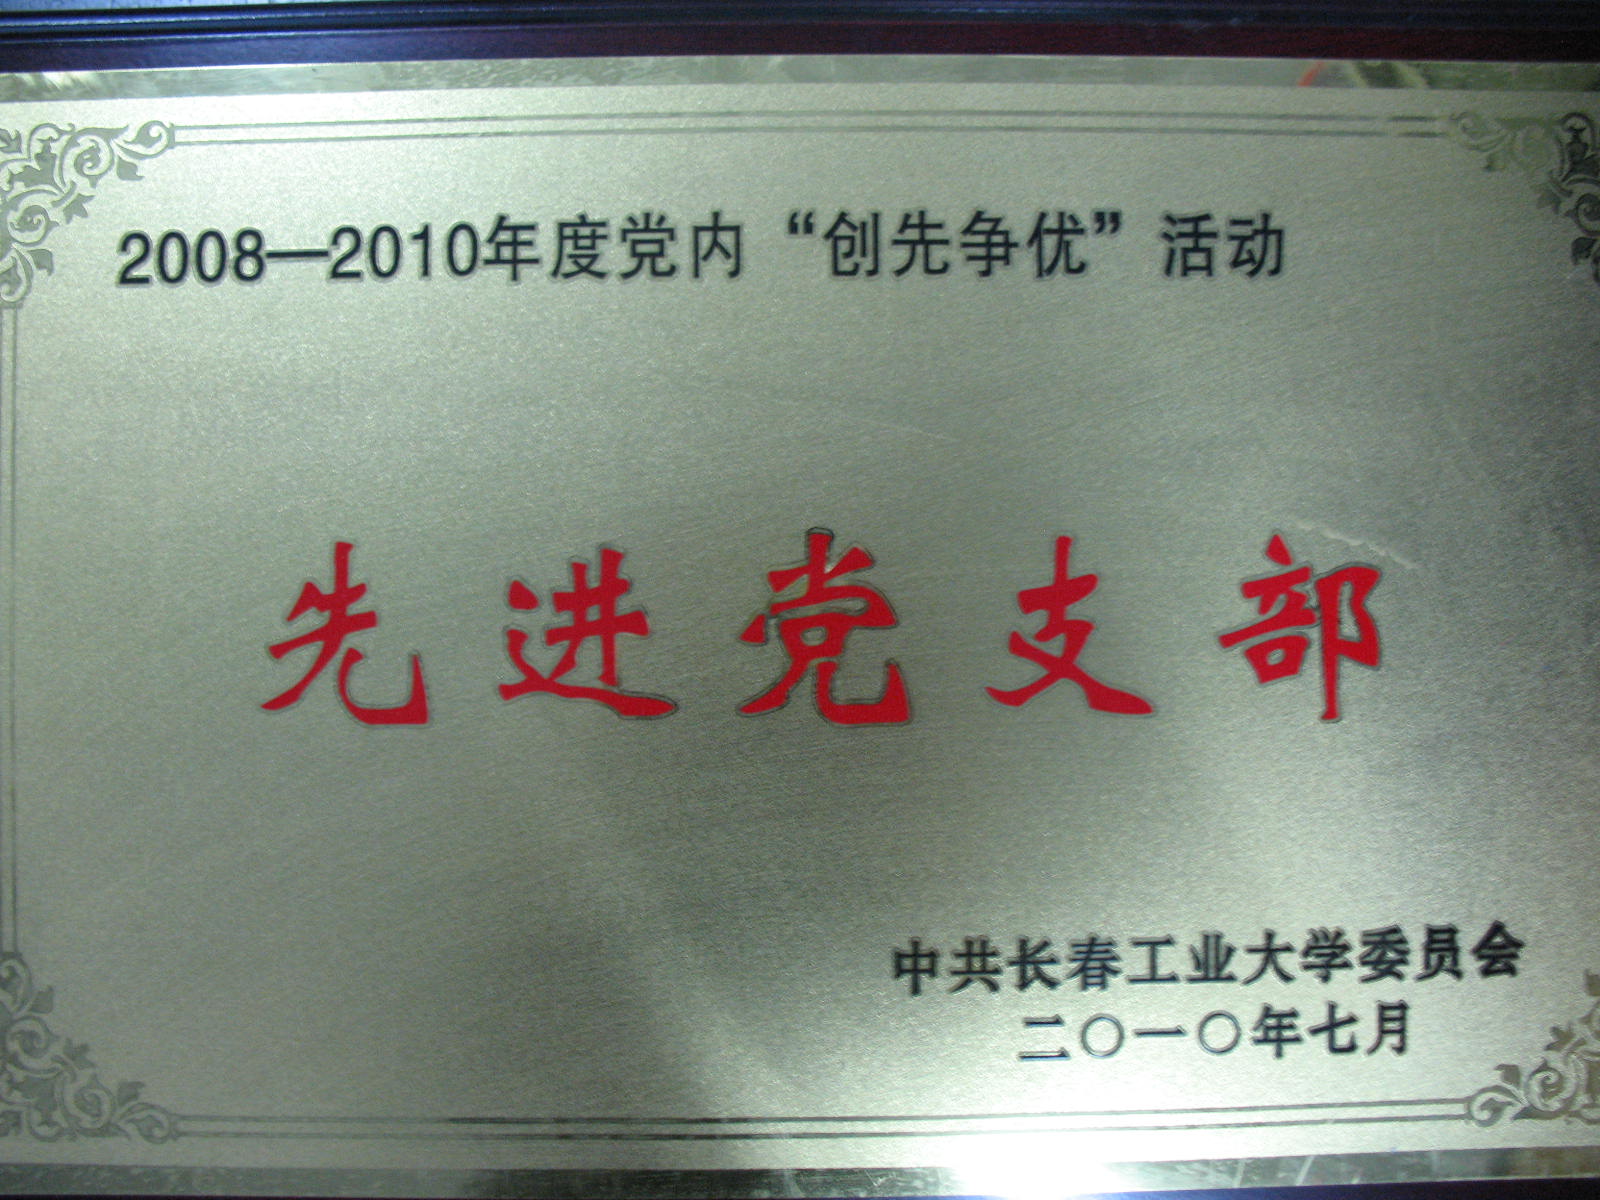 2008—2010年度党内“创先争优”活动
先进党支部
中共长春工业大学委员会
二〇一〇年七月